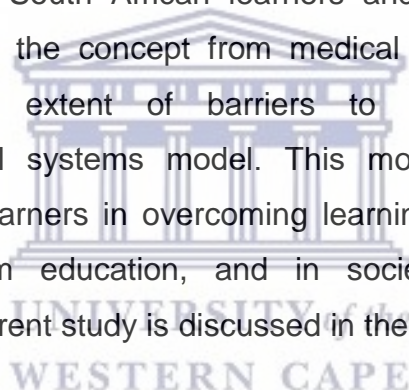 South African learners and
the concept from medical
extent of barriers to
systems model. This mo
arners in overcoming learnin
education, and in socie
UNIVERSITY of the
rent study is discussed in the
WESTERN CAPE